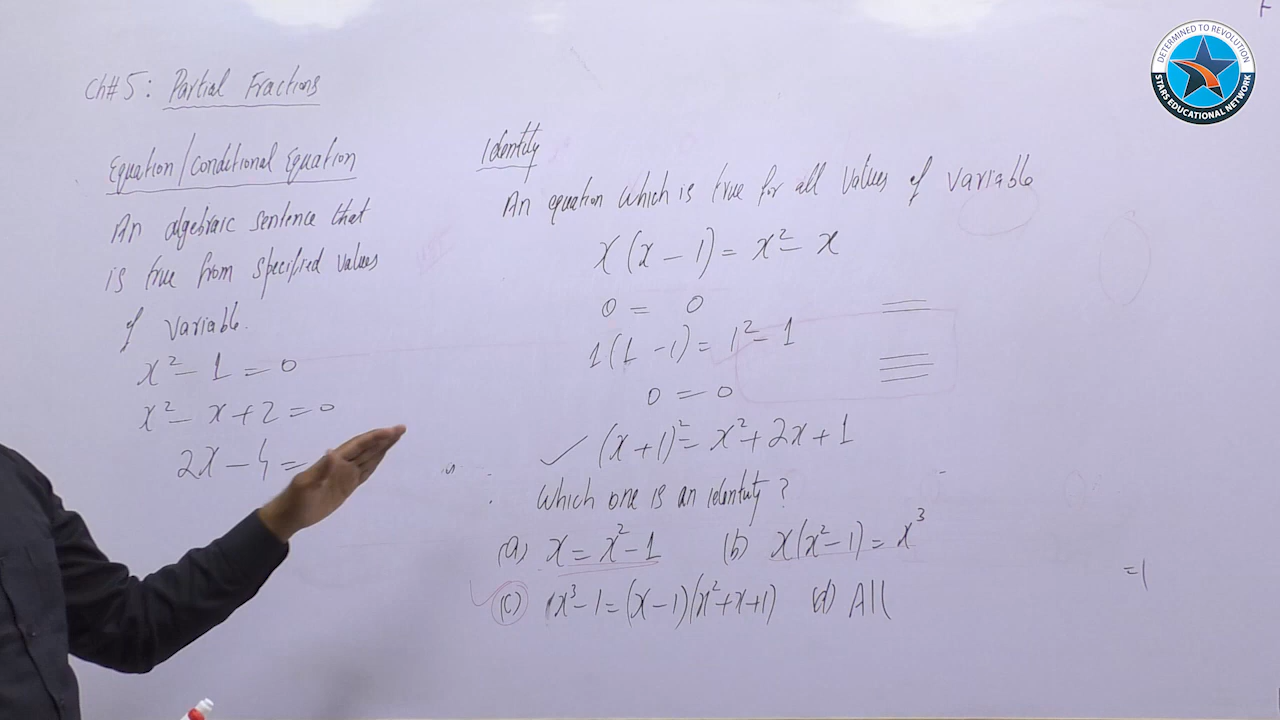 Ch# 5: Partial Fractions
Equation/Conditional Equation
An algebraic sentence that
is true from specified values
of variable.
x² - 1 = 0
x² - x + 2 = 0
2x - 4 =
Identity
An equation which is true for all values of variable
x(x - 1) = x² - x
0 = 0
1(1 - 1) = 1² - 1
0 = 0
✓ (x + 1)² = x² + 2x + 1
Which one is an identity?
(a) x = x² - 1 (b) x(x² - 1) = x³
(c) x³ - 1 = (x - 1)(x² + x + 1) (d) All
DETERMINED TO REVOLUTION
STARS EDUCATIONAL NETWORK